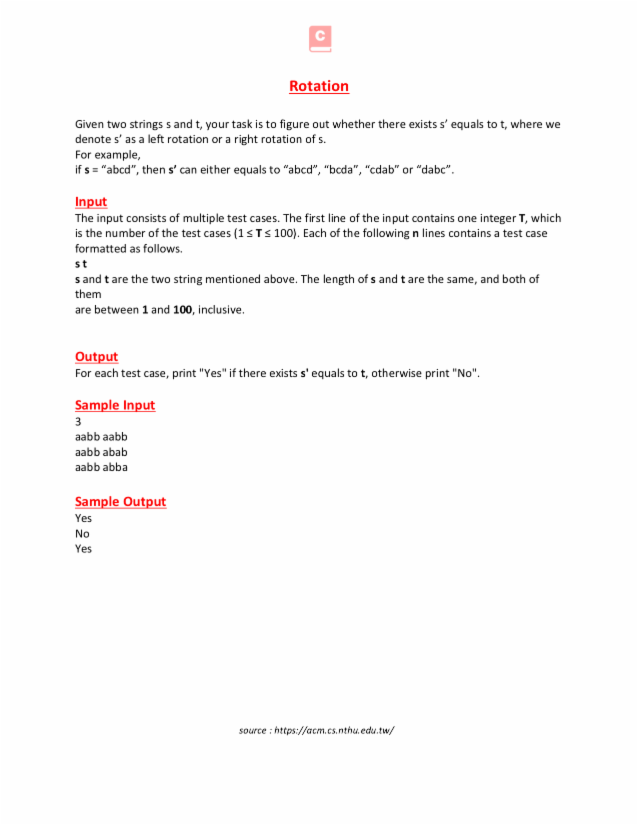 C
Rotation
Given two strings s and t, your task is to figure out whether there exists s’ equals to t, where we
denote s’ as a left rotation or a right rotation of s.
For example,
if s = “abcd”, then s’ can either equals to “abcd”, “bcda”, “cdab” or “dabc”.
Input
The input consists of multiple test cases. The first line of the input contains one integer T, which
is the number of the test cases (1 ≤ T ≤ 100). Each of the following n lines contains a test case
formatted as follows.
s t
s and t are the two string mentioned above. The length of s and t are the same, and both of
them
are between 1 and 100, inclusive.
Output
For each test case, print "Yes" if there exists s' equals to t, otherwise print "No".
Sample Input
3
aabb aabb
aabb abab
aabb abba
Sample Output
Yes
No
Yes
source : https://acm.cs.nthu.edu.tw/